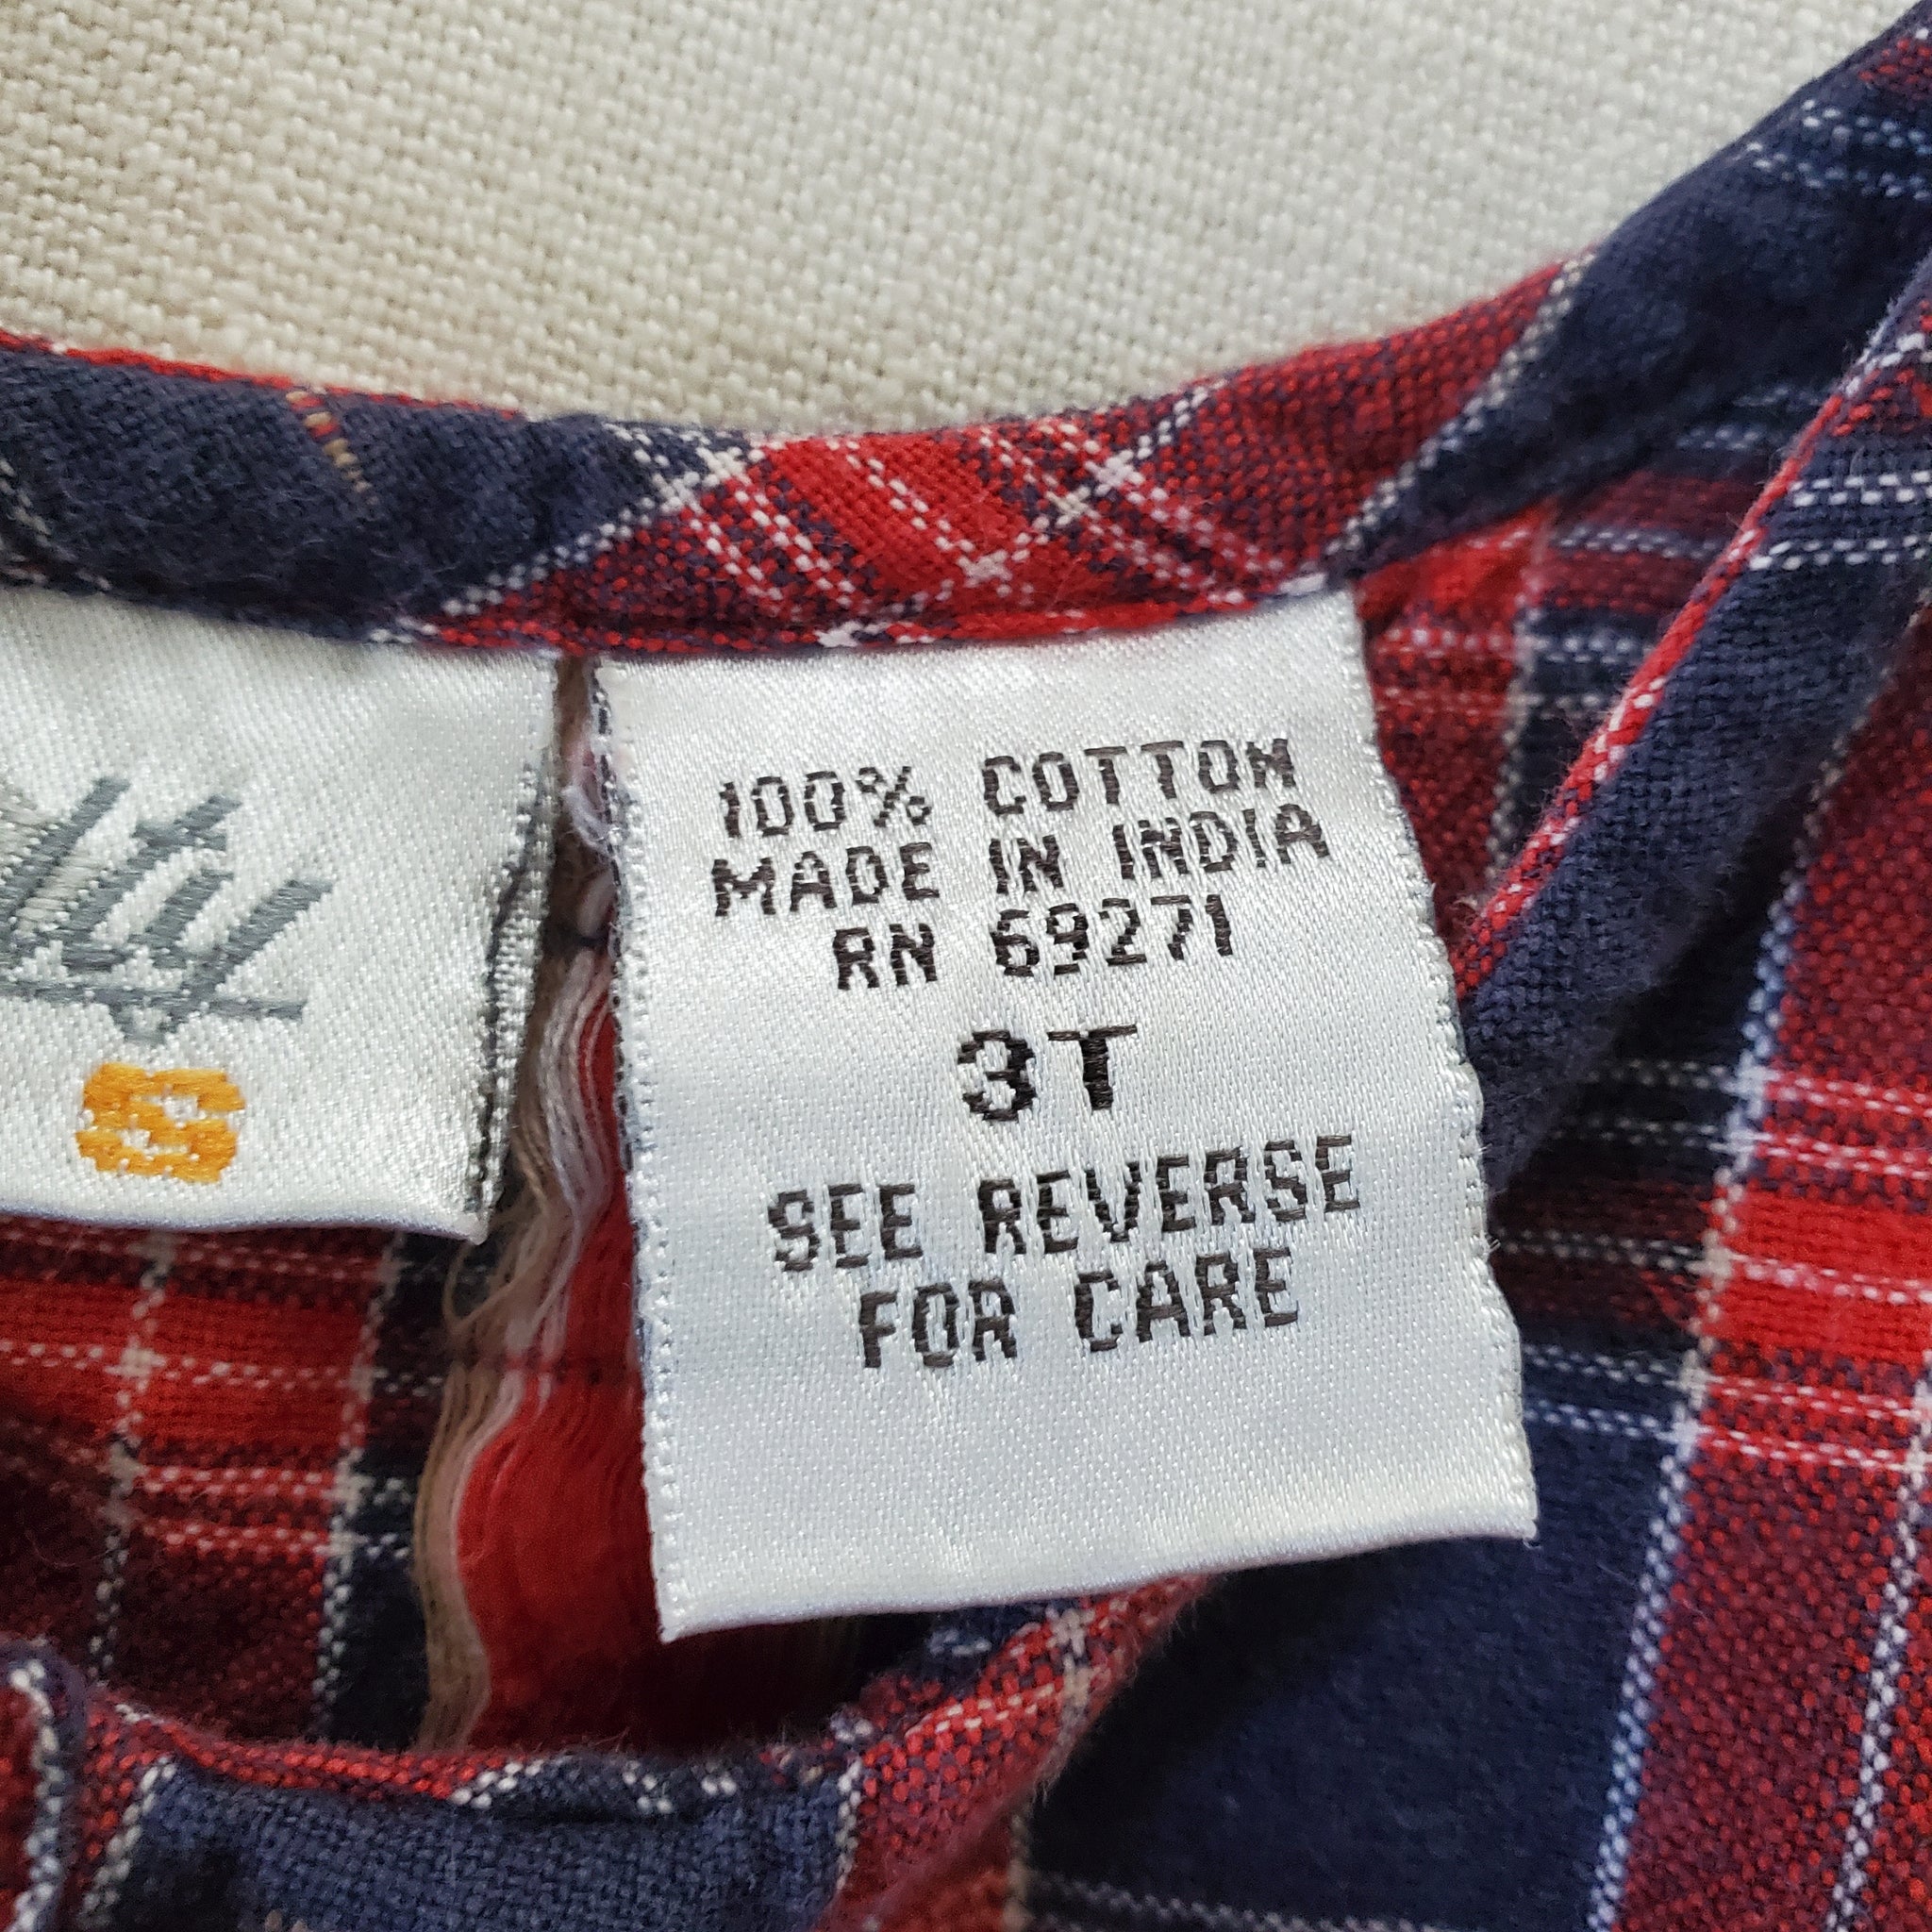 100% COTTON
MADE IN INDIA
RN 69271
3T
SEE REVERSE
FOR CARE